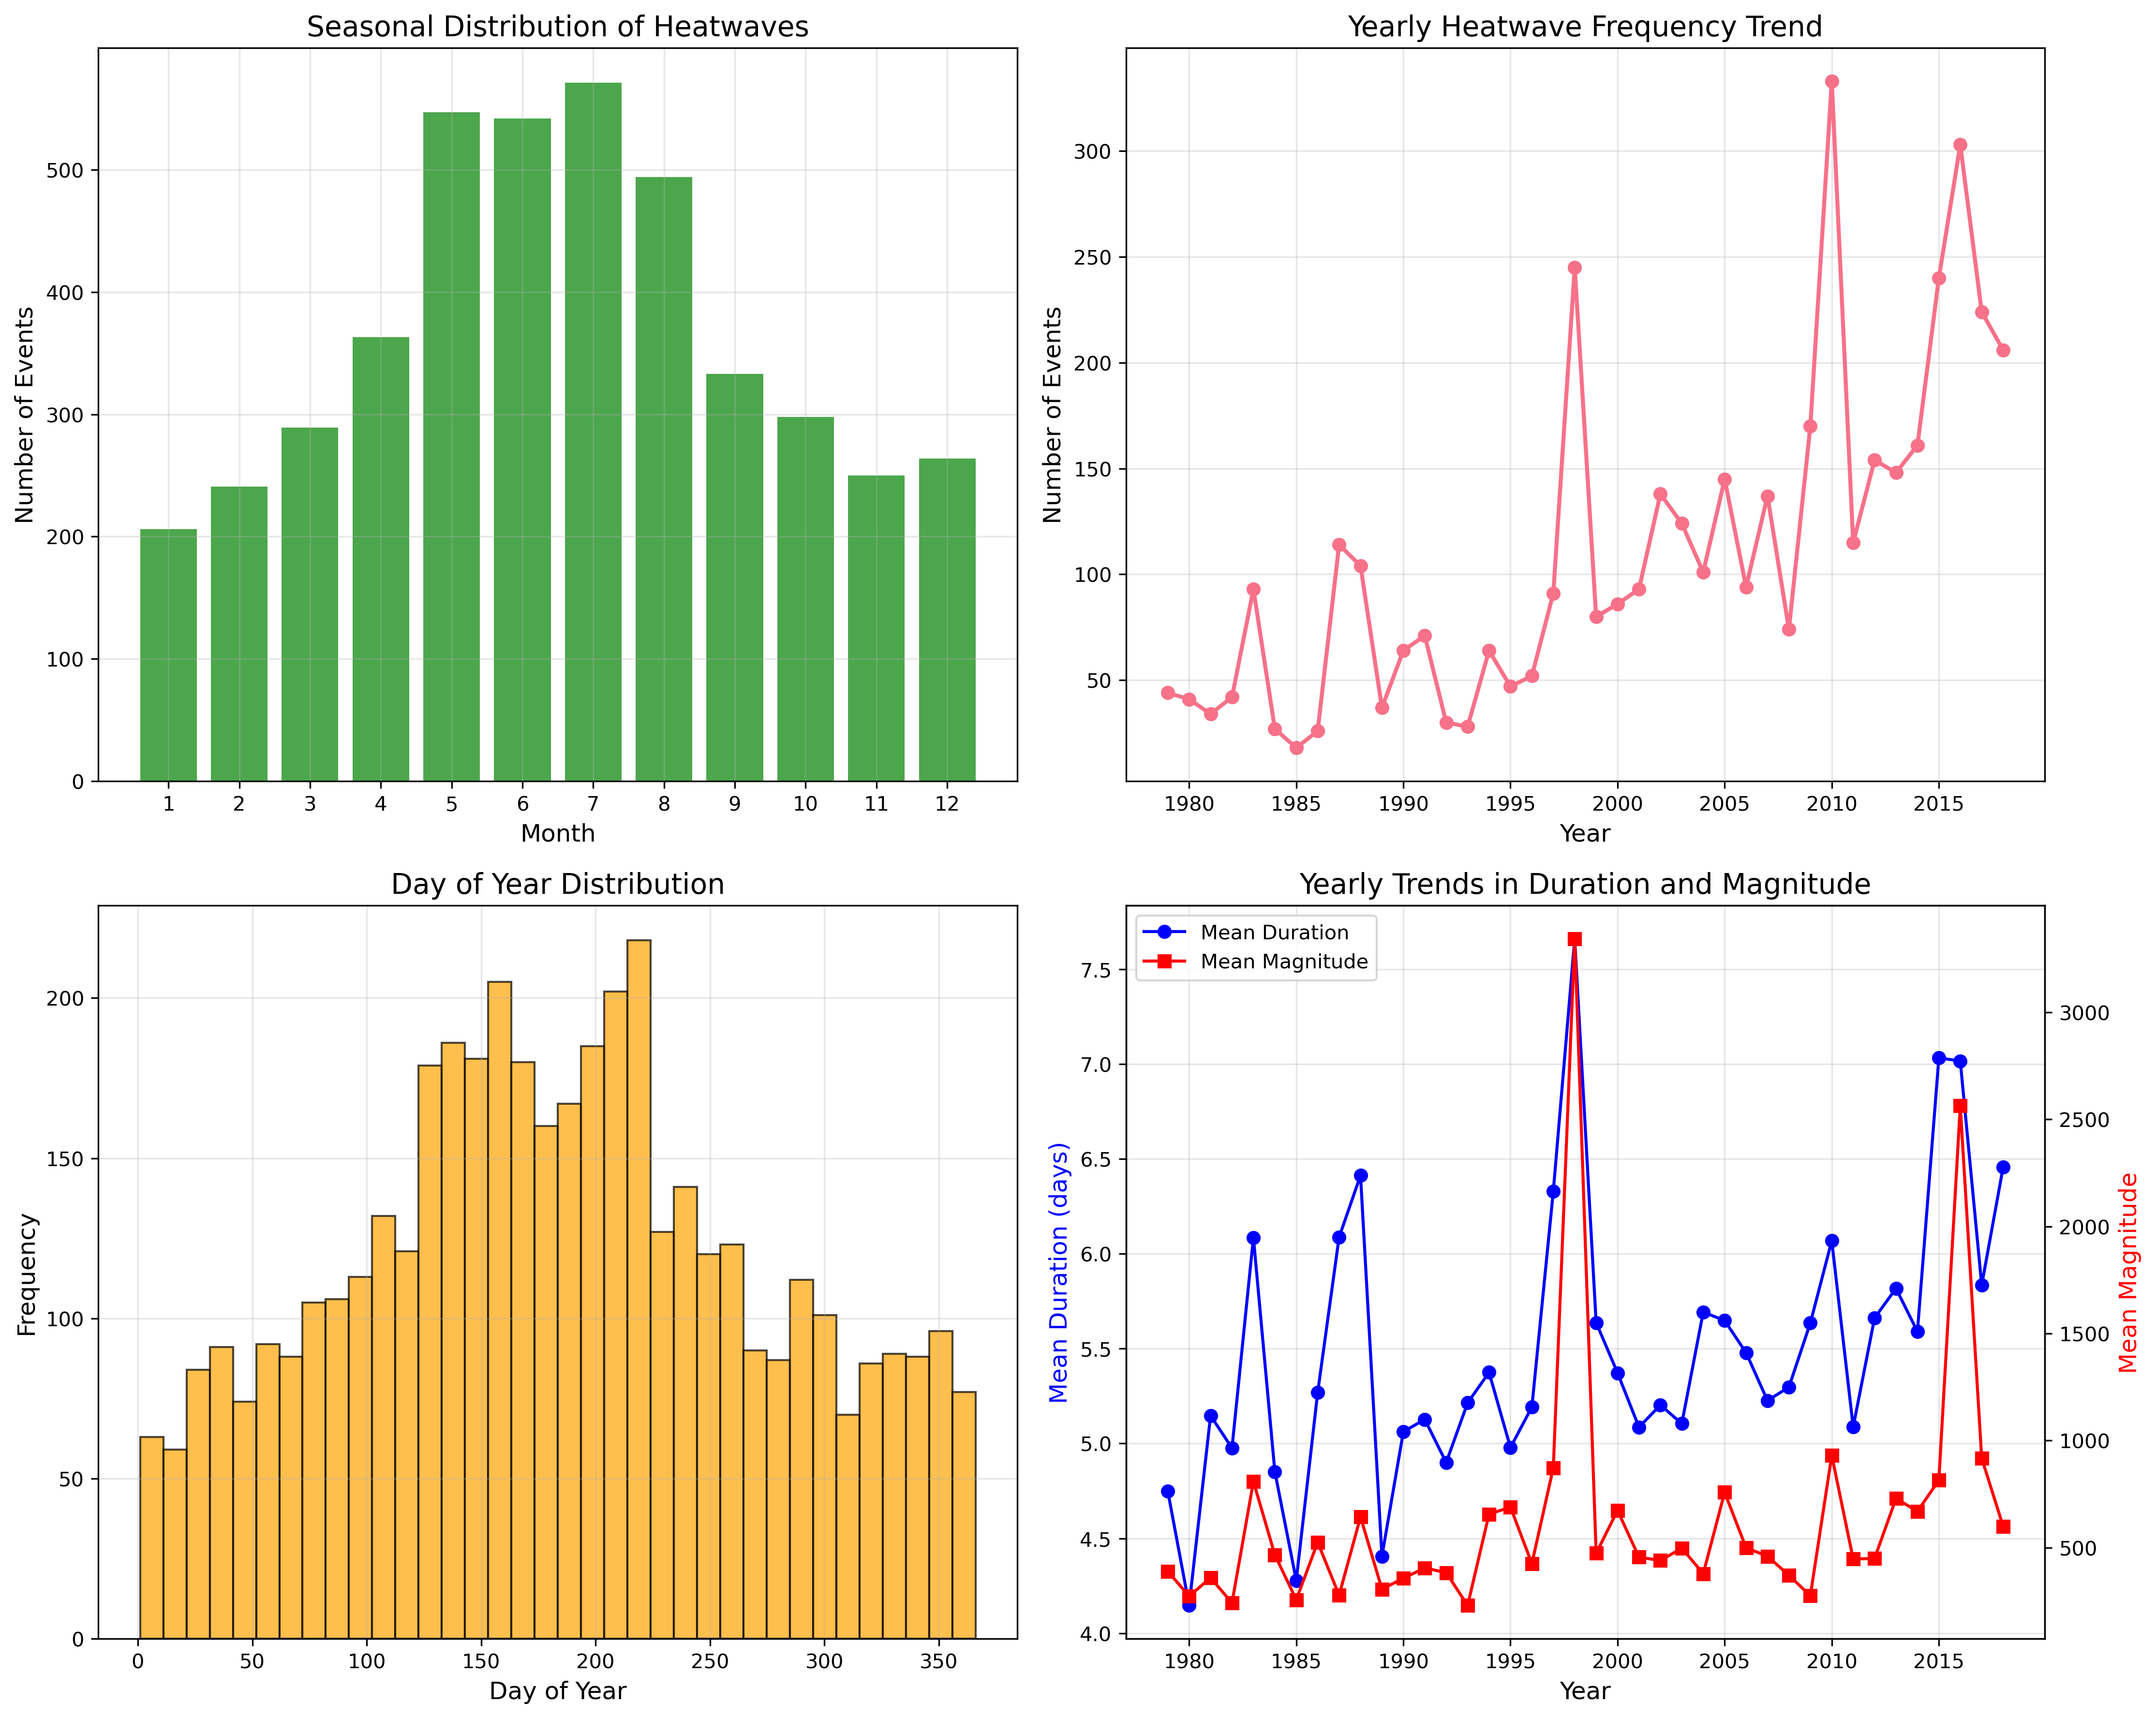 Seasonal Distribution of Heatwaves
Number of Events
500
400
300
200
100
0
1 2 3 4 5 6 7 8 9 10 11 12
Month
Yearly Heatwave Frequency Trend
Number of Events
300
250
200
150
100
50
1980 1985 1990 1995 2000 2005 2010 2015
Year
Day of Year Distribution
Frequency
200
150
100
50
0
0 50 100 150 200 250 300 350
Day of Year
Yearly Trends in Duration and Magnitude
Mean Duration
Mean Magnitude
Mean Duration (days)
7.5
7.0
6.5
6.0
5.5
5.0
4.5
4.0
3000
2500
2000
1500
1000
500
Mean Magnitude
1980 1985 1990 1995 2000 2005 2010 2015
Year